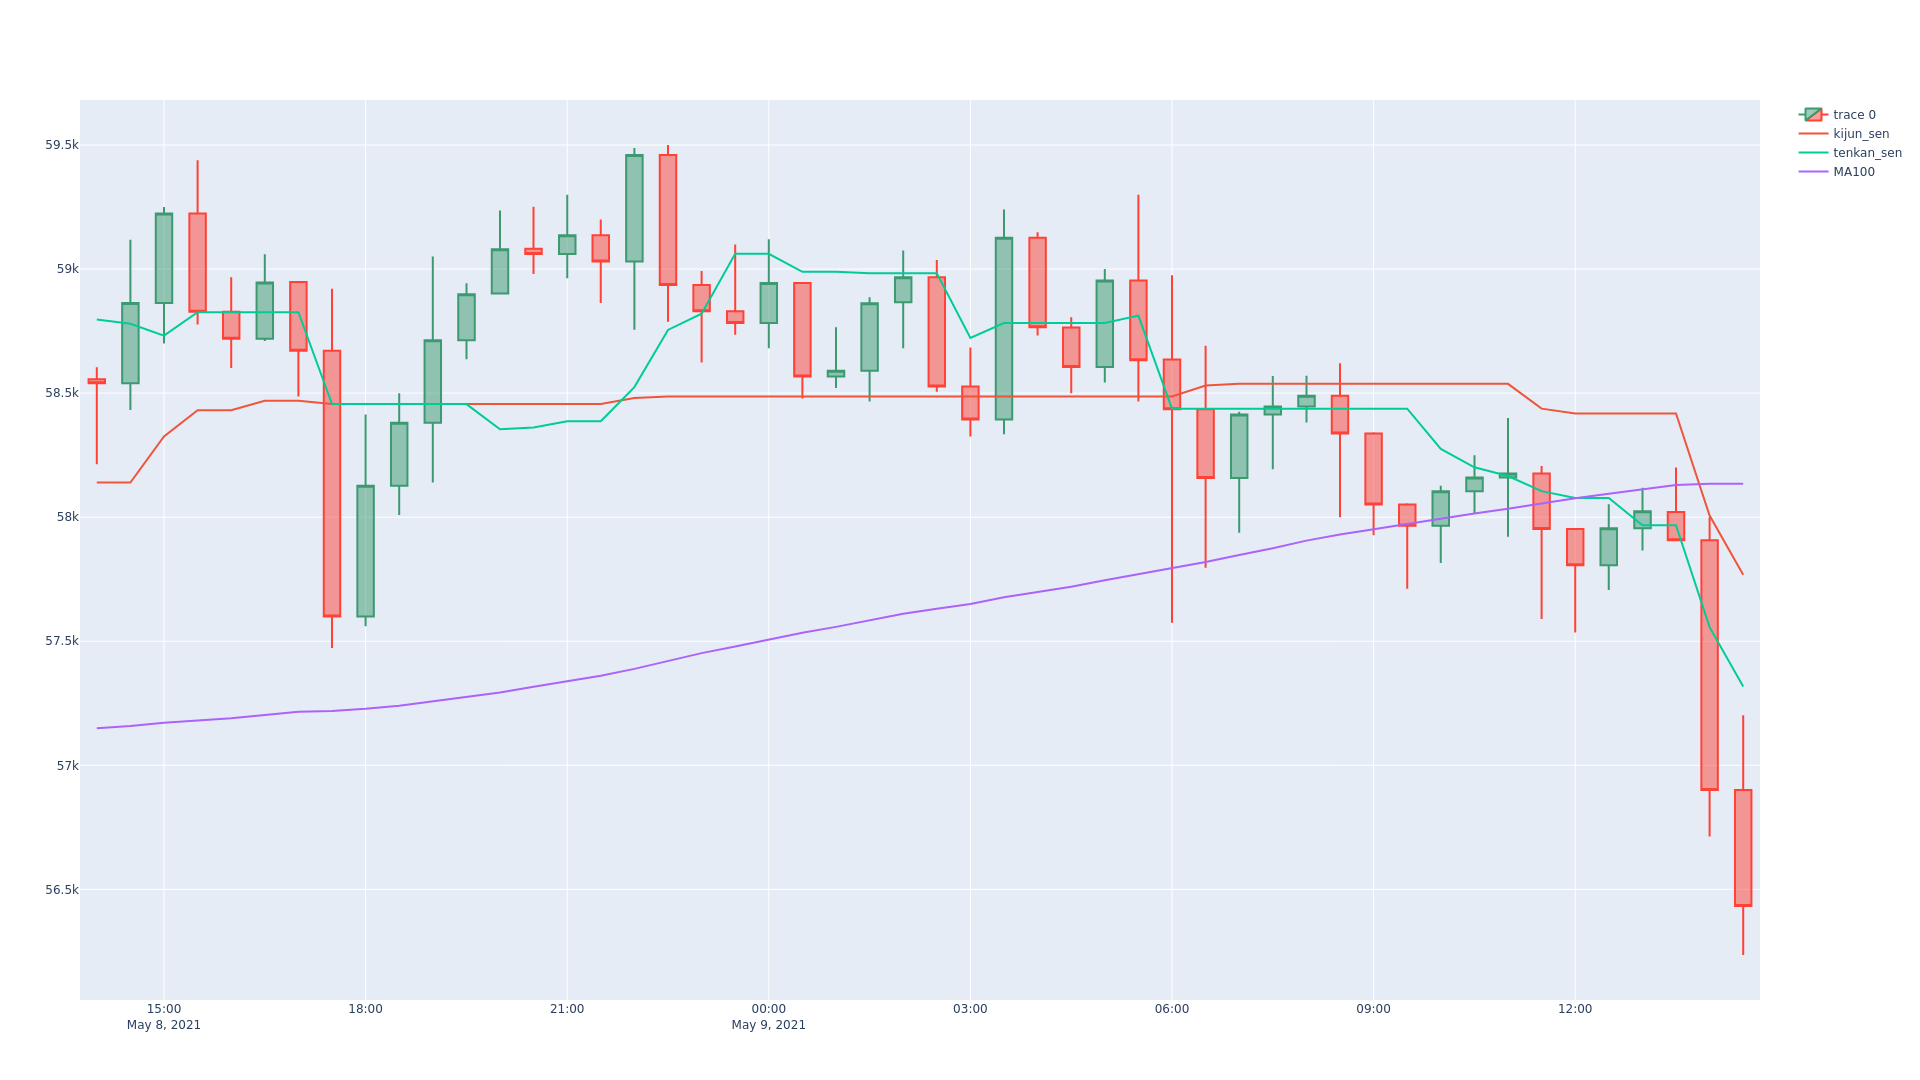 59.5k
59k
58.5k
58k
57.5k
57k
56.5k
15:00
May 8, 2021
18:00
21:00
00:00
May 9, 2021
03:00
06:00
09:00
12:00
trace 0
kijun_sen
tenkan_sen
MA100